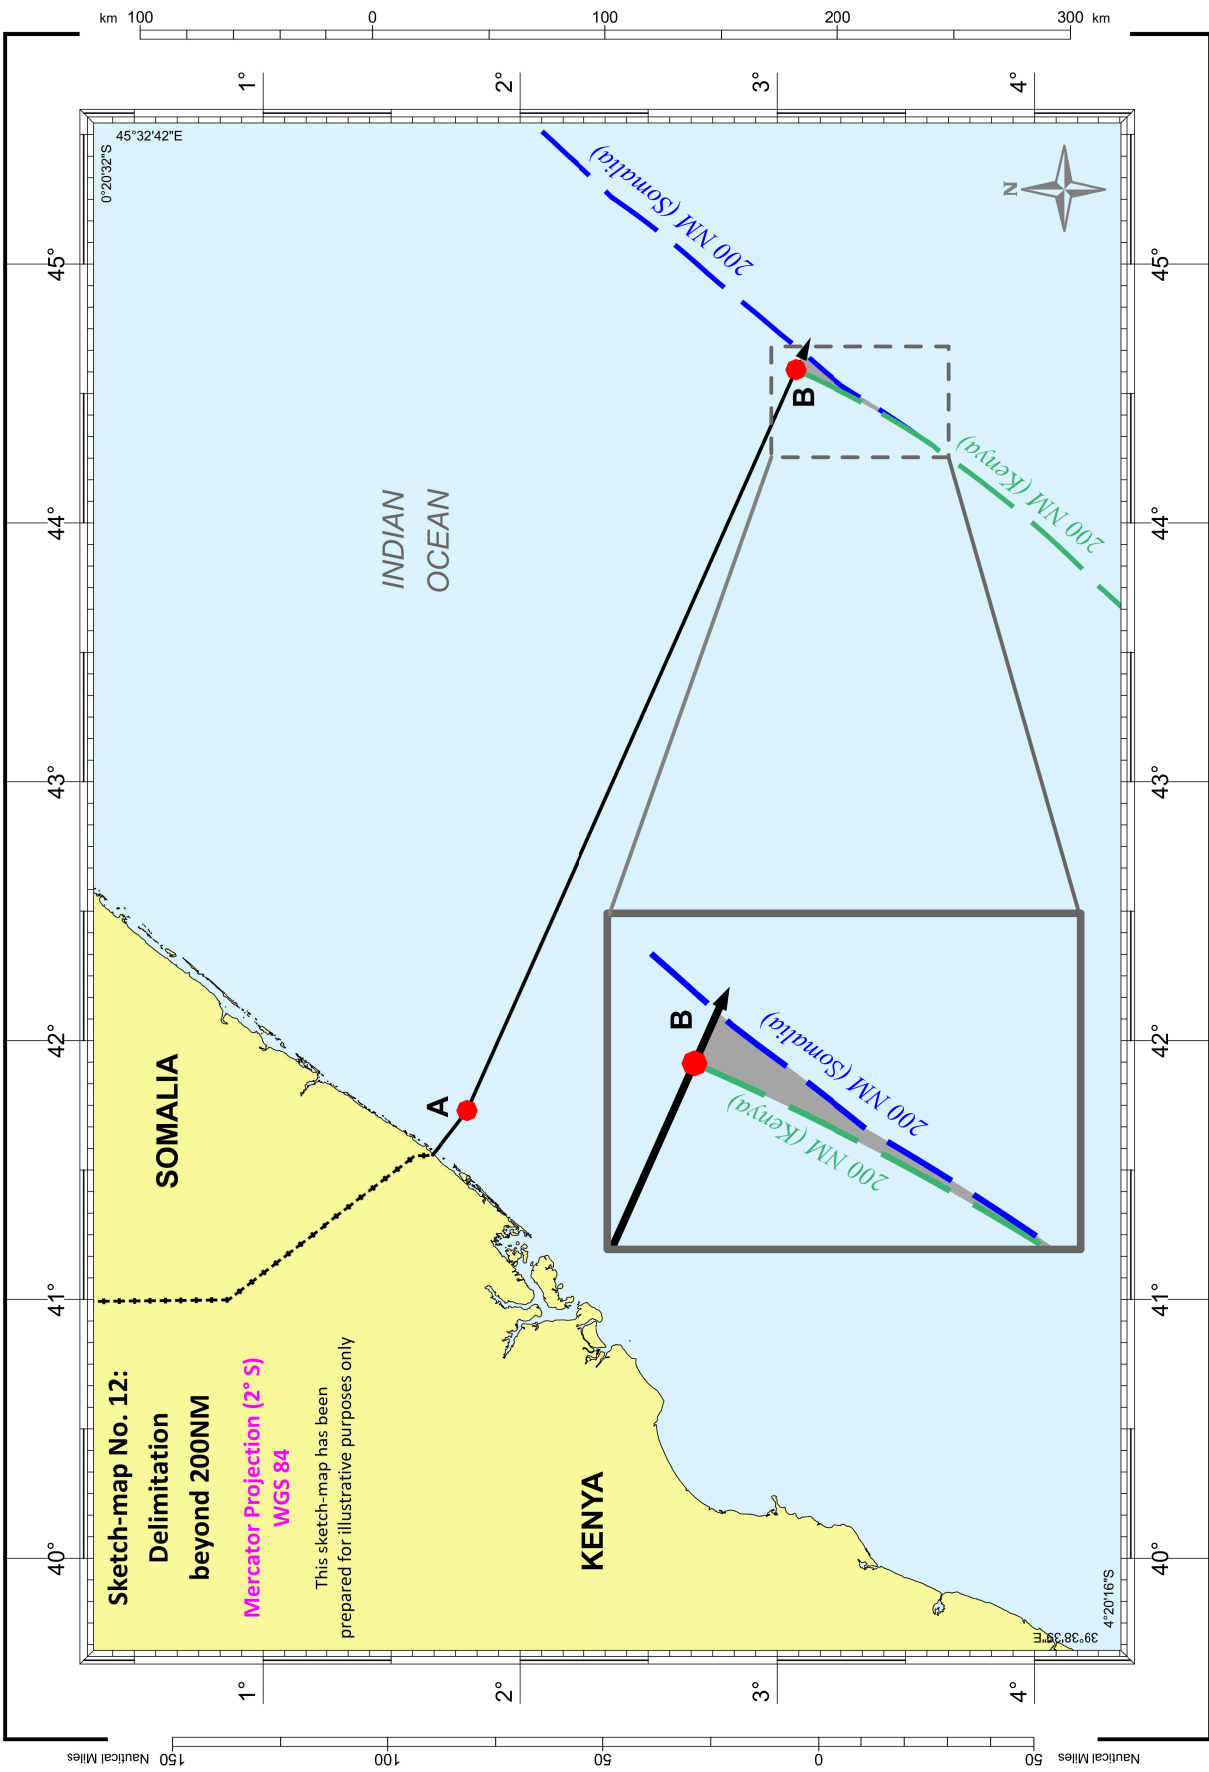 Sketch-map No. 12:
Delimitation
beyond 200NM
Mercator Projection (2° S)
WGS 84
This sketch-map has been
prepared for illustrative purposes only
SOMALIA
KENYA
INDIAN
OCEAN
A
B
200 NM (Somalia)
200 NM (Kenya)
B
200 NM (Somalia)
200 NM (Kenya)
N
0°20'32"S
45°32'42"E
4°20'16"S
39°38'39"E
40°
41°
42°
43°
44°
45°
40°
41°
42°
43°
44°
45°
1°
2°
3°
4°
1°
2°
3°
4°
km 100 0 100 200 300 km
Nautical Miles 150 100 50 0 50 Nautical Miles